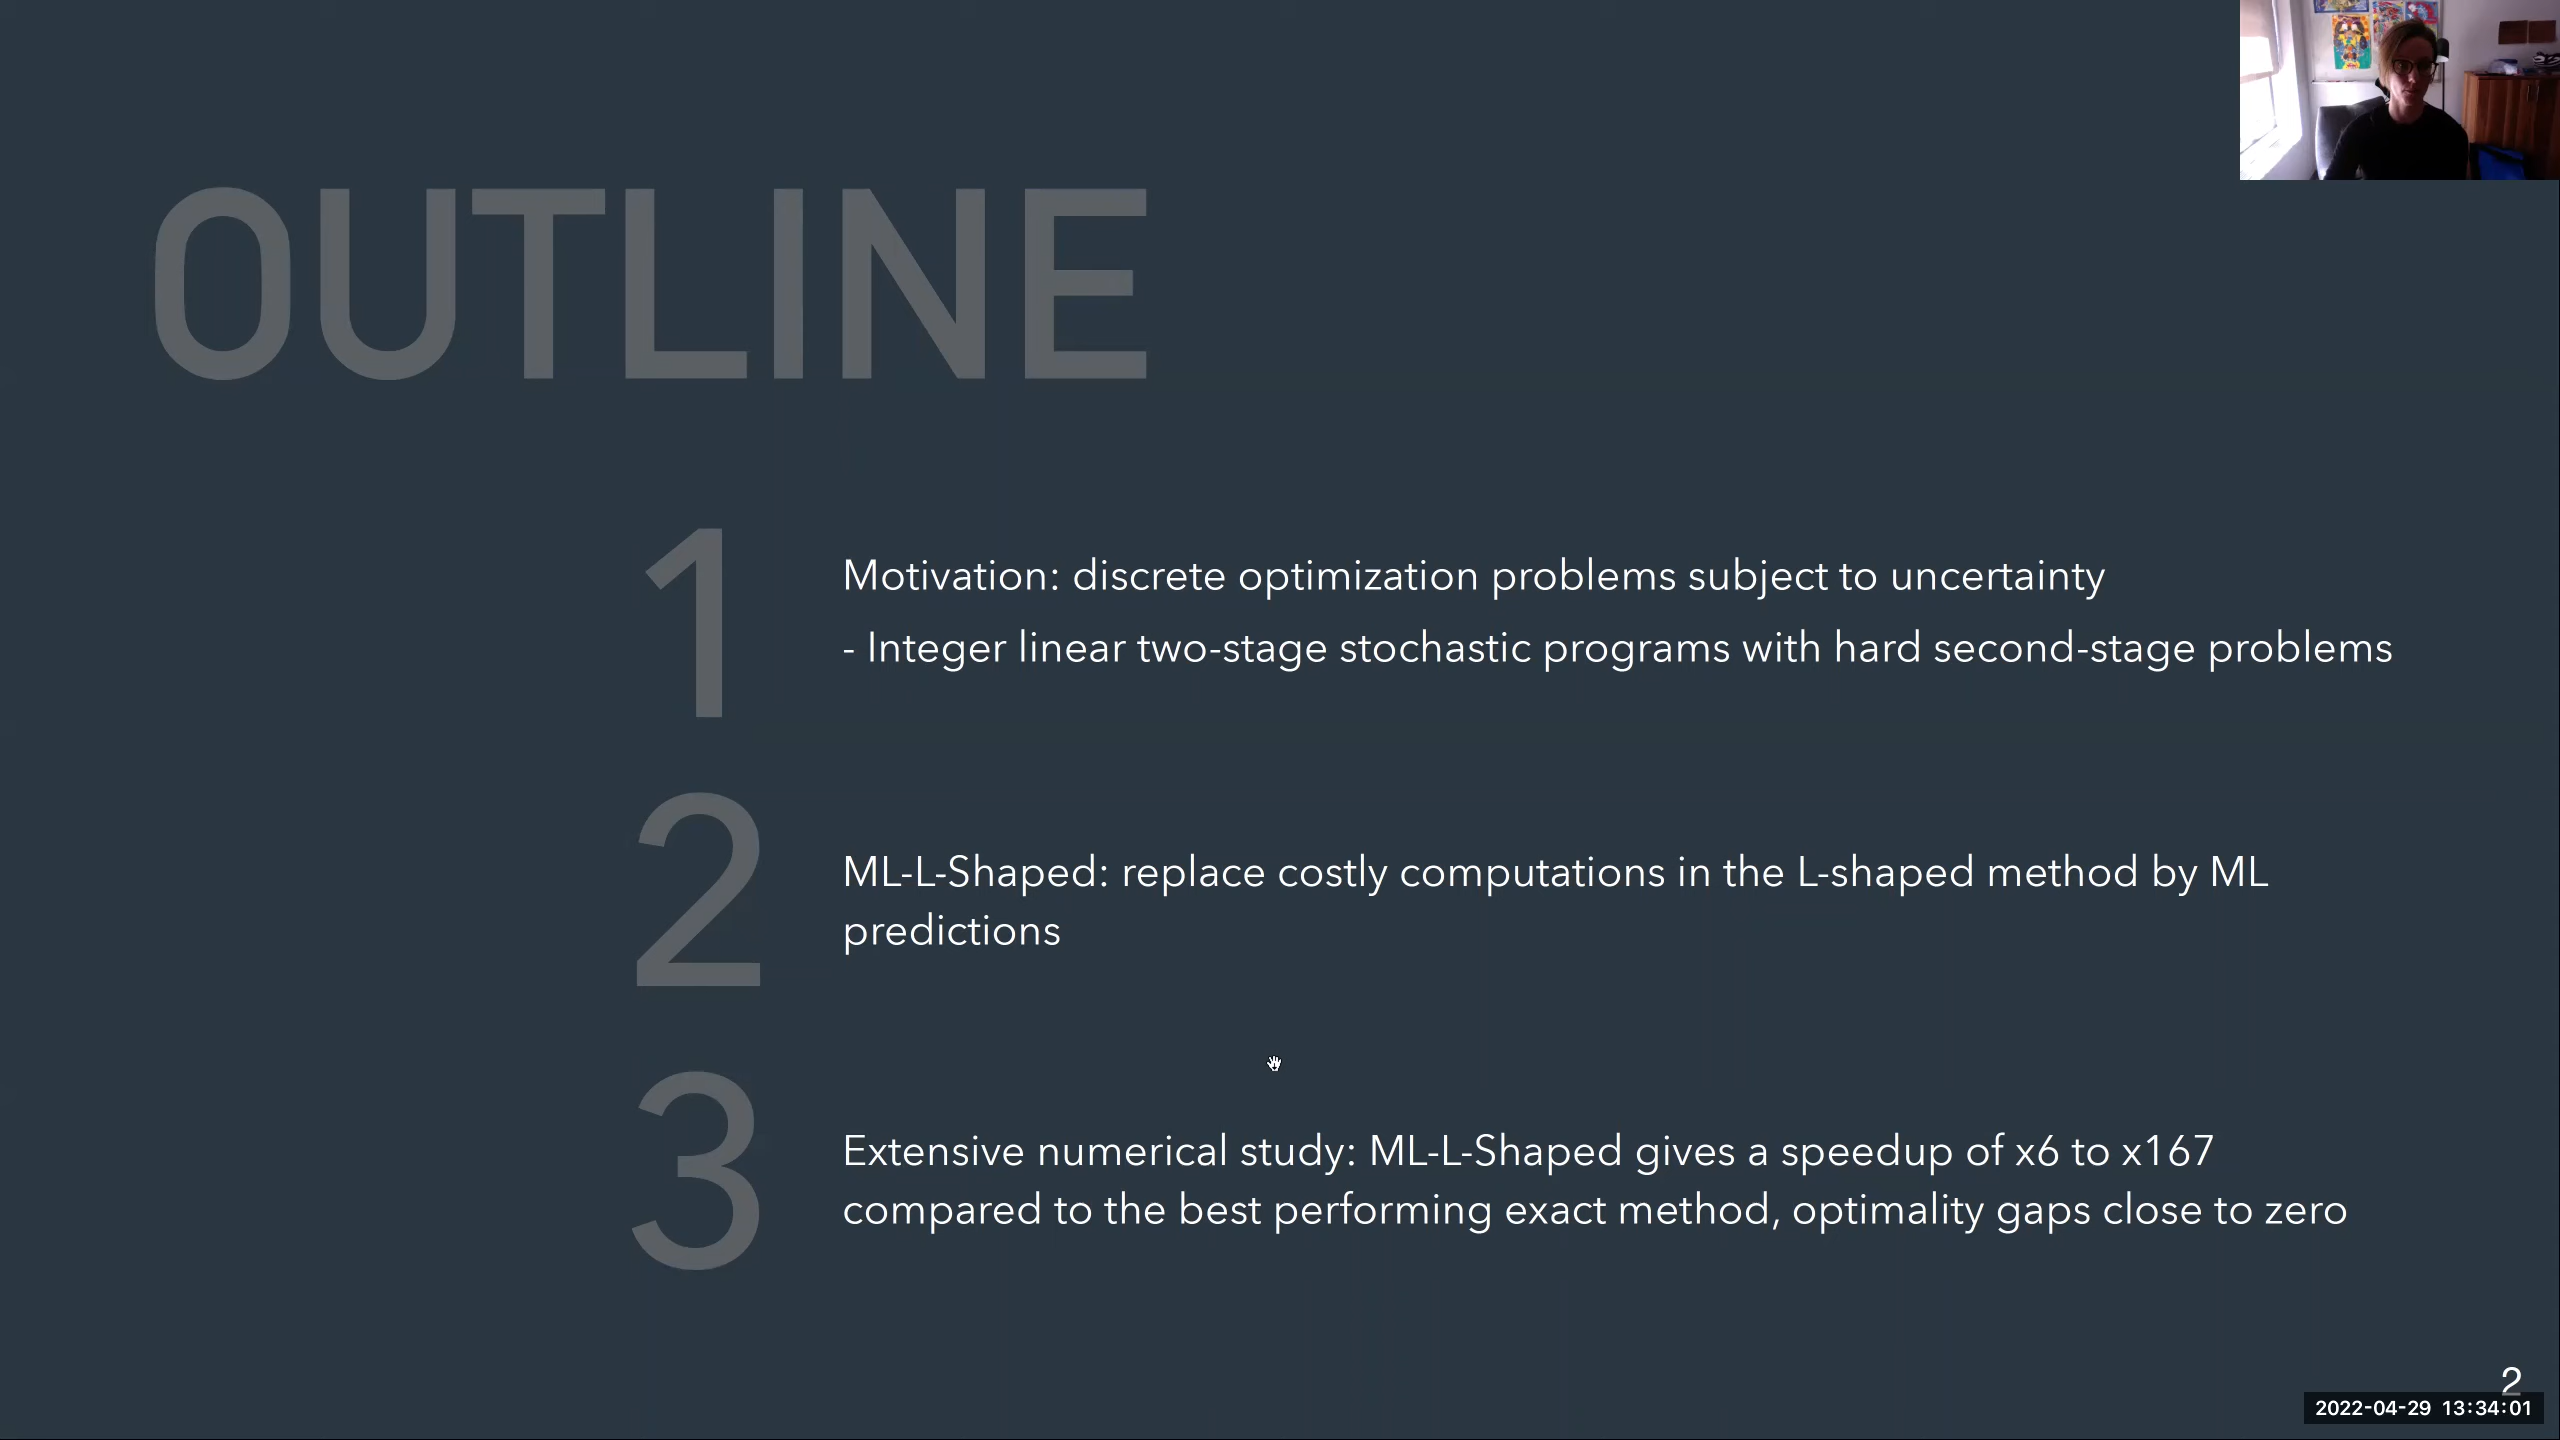 OUTLINE
1
Motivation: discrete optimization problems subject to uncertainty
- Integer linear two-stage stochastic programs with hard second-stage problems
2
ML-L-Shaped: replace costly computations in the L-shaped method by ML
predictions
3
Extensive numerical study: ML-L-Shaped gives a speedup of x6 to x167
compared to the best performing exact method, optimality gaps close to zero
2
2022-04-29 13:34:01